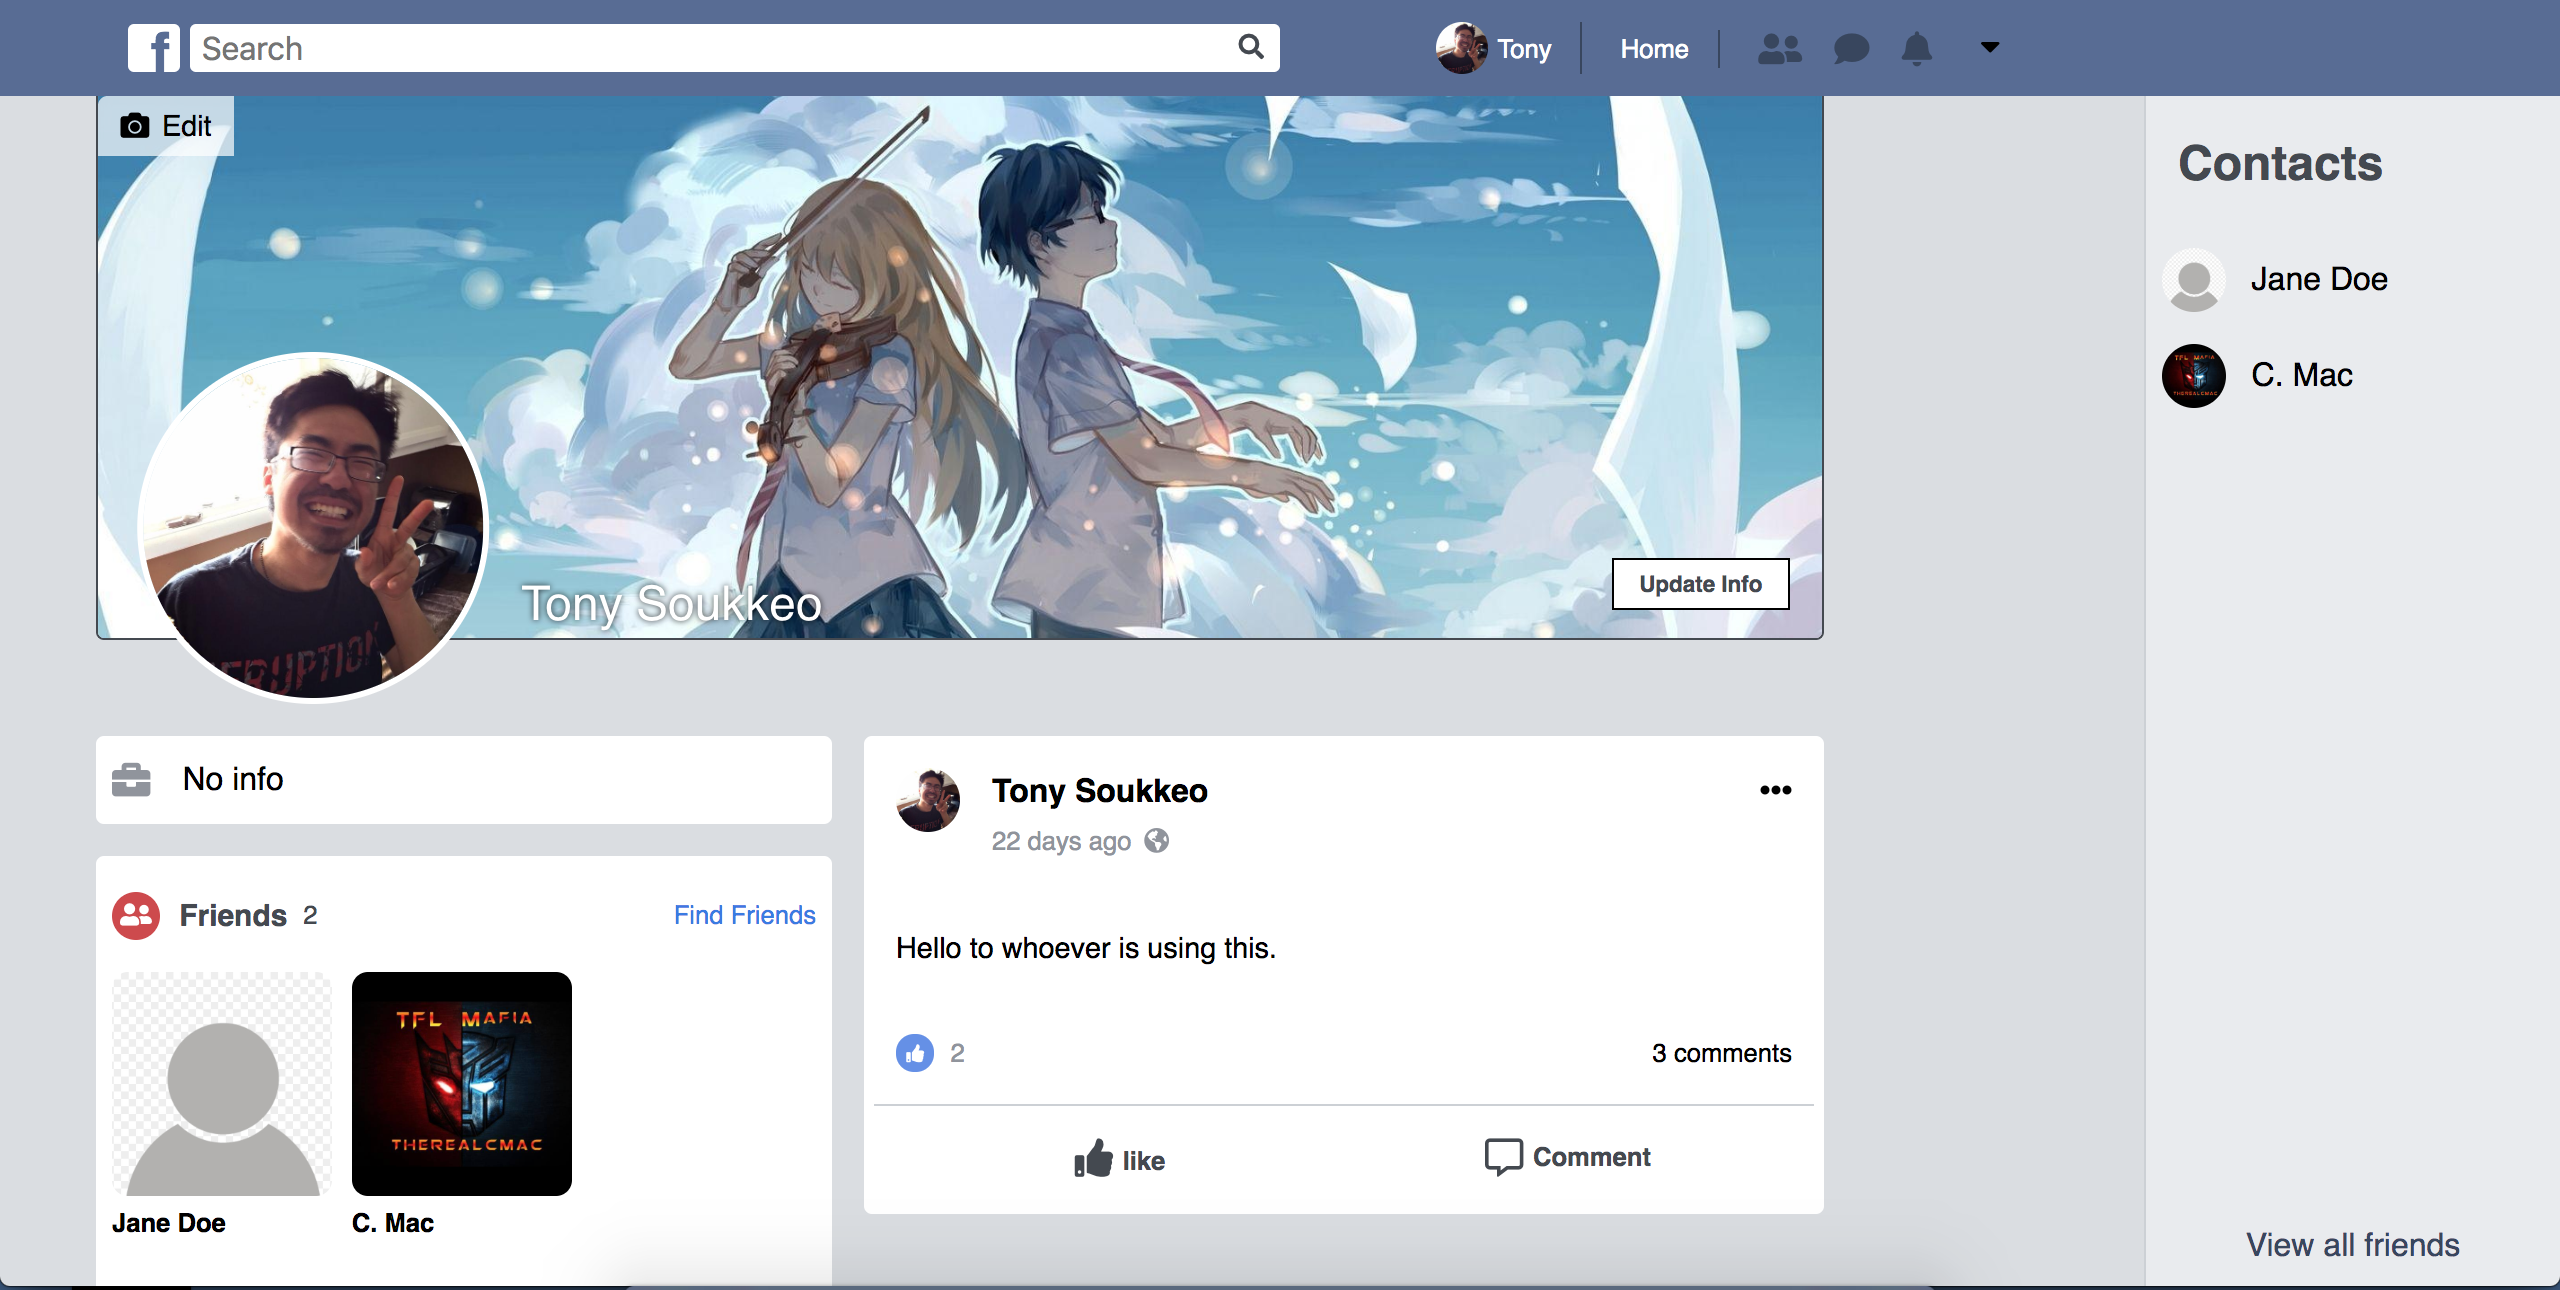 f
Search
Tony
Home
Edit
Contacts
Jane Doe
C. Mac
Tony Soukkeo
Update Info
No info
Friends 2
Find Friends
TFL MAFIA
THEREALCMAC
Jane Doe
C. Mac
Tony Soukkeo
22 days ago
Hello to whoever is using this.
2
3 comments
like
Comment
View all friends